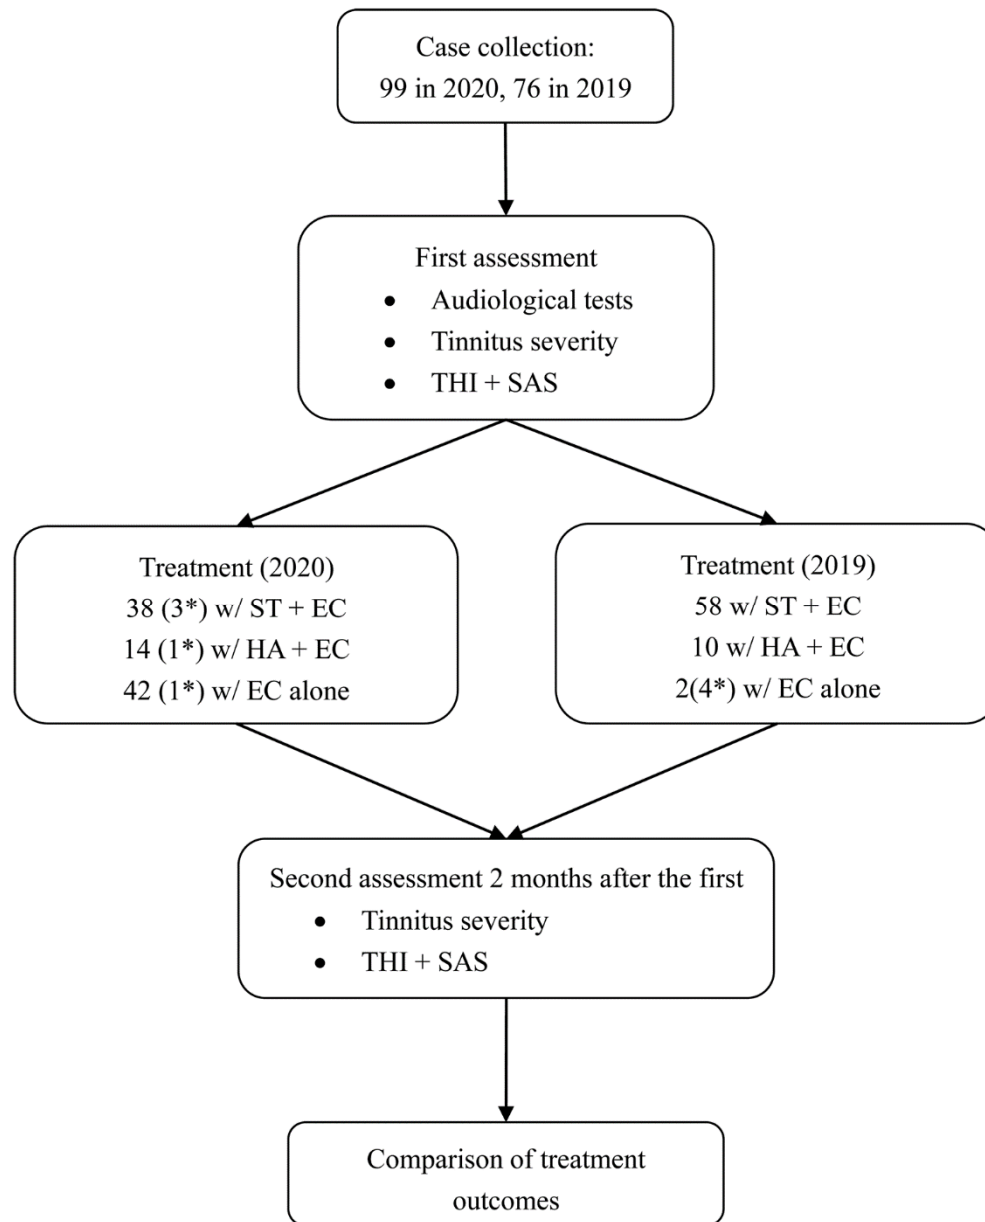 Case collection:
99 in 2020, 76 in 2019
First assessment
• Audiological tests
• Tinnitus severity
• THI + SAS
Treatment (2020)
38 (3*) w/ ST + EC
14 (1*) w/ HA + EC
42 (1*) w/ EC alone
Treatment (2019)
58 w/ ST + EC
10 w/ HA + EC
2(4*) w/ EC alone
Second assessment 2 months after the first
• Tinnitus severity
• THI + SAS
Comparison of treatment
outcomes